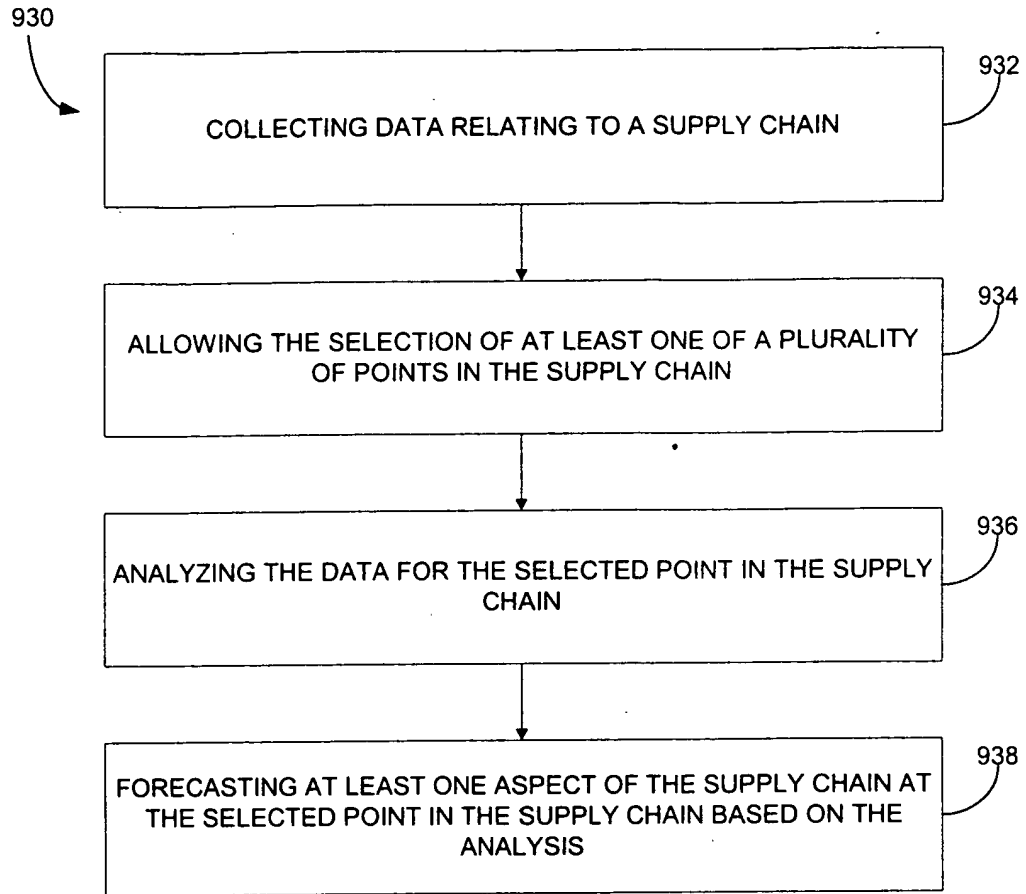 930
932
COLLECTING DATA RELATING TO A SUPPLY CHAIN
934
ALLOWING THE SELECTION OF AT LEAST ONE OF A PLURALITY
OF POINTS IN THE SUPPLY CHAIN
936
ANALYZING THE DATA FOR THE SELECTED POINT IN THE SUPPLY
CHAIN
938
FORECASTING AT LEAST ONE ASPECT OF THE SUPPLY CHAIN AT
THE SELECTED POINT IN THE SUPPLY CHAIN BASED ON THE
ANALYSIS